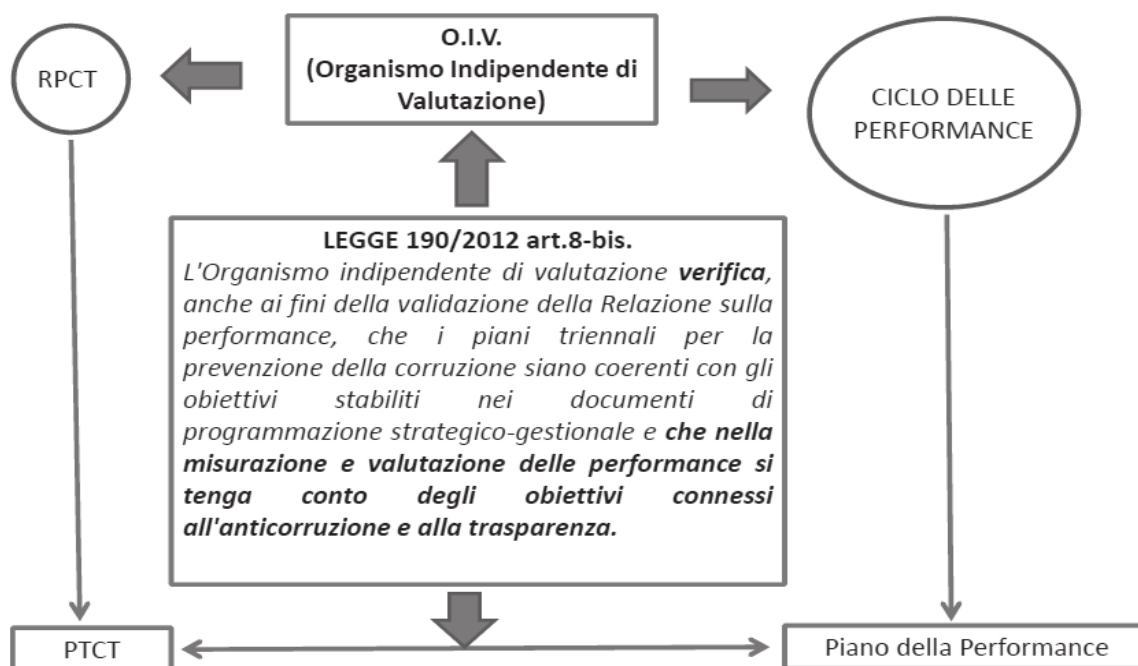 O.I.V.
(Organismo Indipendente di
Valutazione)
RPCT
CICLO DELLE
PERFORMANCE
LEGGE 190/2012 art.8-bis.
L'Organismo indipendente di valutazione verifica,
anche ai fini della validazione della Relazione sulla
performance, che i piani triennali per la
prevenzione della corruzione siano coerenti con gli
obiettivi stabiliti nei documenti di
programmazione strategico-gestionale e che nella
misurazione e valutazione delle performance si
tenga conto degli obiettivi connessi
all'anticorruzione e alla trasparenza.
PTCT
Piano della Performance